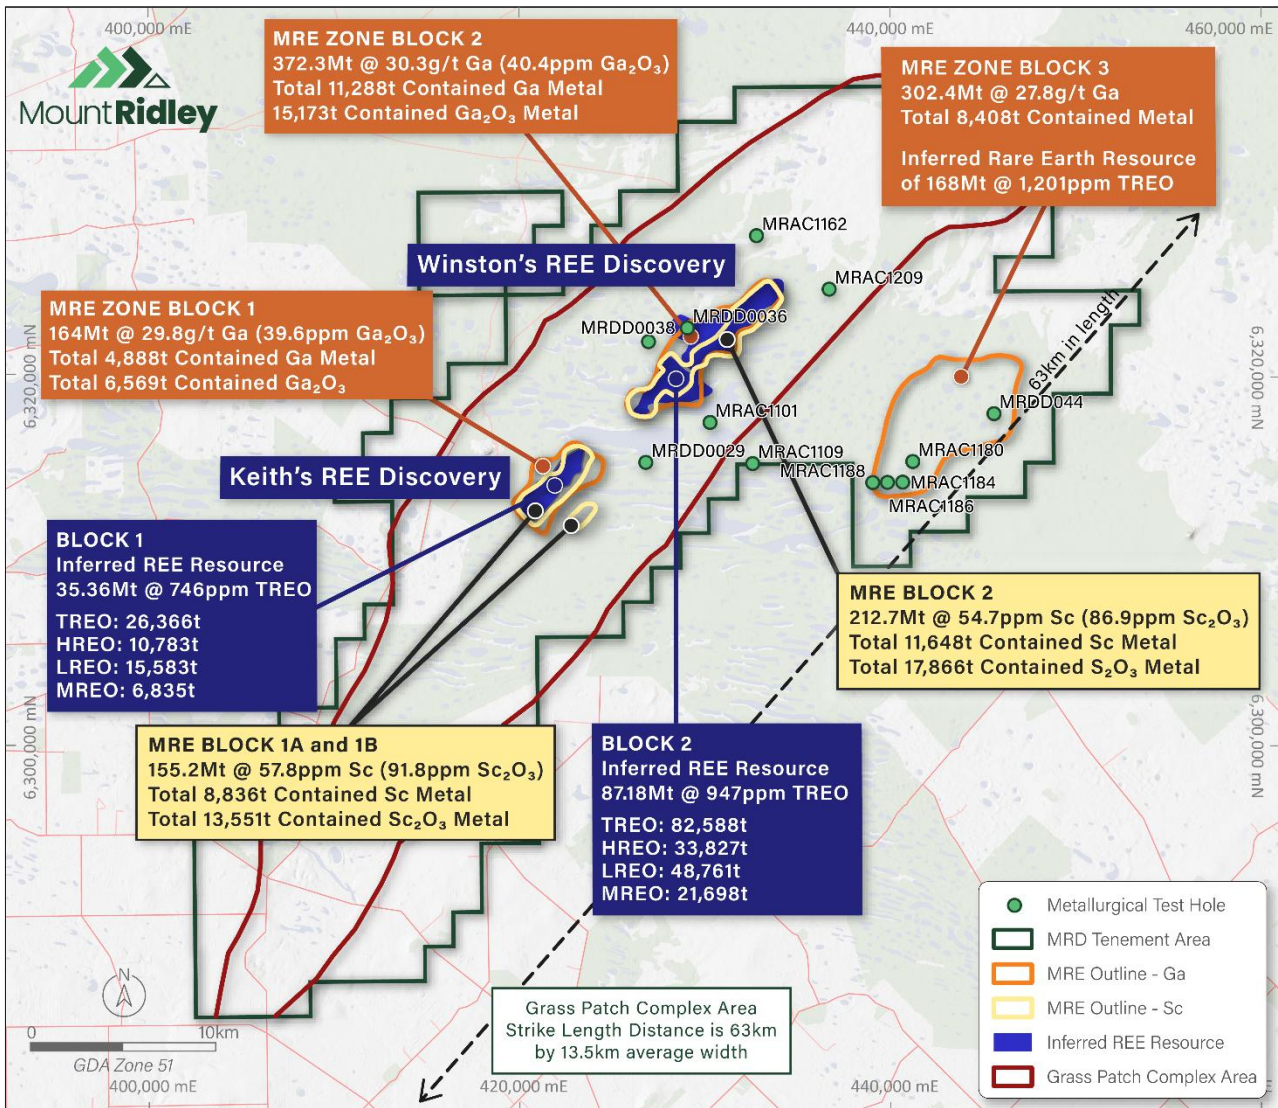 400,000 mE
440,000 mE
460,000 mE
MountRidley
MRE ZONE BLOCK 2
372.3Mt @ 30.3g/t Ga (40.4ppm Ga₂O₃)
Total 11,288t Contained Ga Metal
15,173t Contained Ga₂O₃ Metal
MRE ZONE BLOCK 3
302.4Mt @ 27.8g/t Ga
Total 8,408t Contained Metal
Inferred Rare Earth Resource
of 168Mt @ 1,201ppm TREO
MRAC1162
Winston's REE Discovery
MRAC1209
MRE ZONE BLOCK 1
164Mt @ 29.8g/t Ga (39.6ppm Ga₂O₃)
Total 4,888t Contained Ga Metal
Total 6,569t Contained Ga₂O₃
MRDD0038
MRDD0036
63km in length
6,320,000 mN
6,320,000 mN
MRDD044
MRAC1101
MRDD0029
MRAC1109
MRAC1188
MRAC1180
MRAC1184
MRAC1186
Keith's REE Discovery
BLOCK 1
Inferred REE Resource
35.36Mt @ 746ppm TREO
TREO: 26,366t
HREO: 10,783t
LREO: 15,583t
MREO: 6,835t
MRE BLOCK 2
212.7Mt @ 54.7ppm Sc (86.9ppm Sc₂O₃)
Total 11,648t Contained Sc Metal
Total 17,866t Contained S₂O₃ Metal
6,300,000 mN
6,300,000 mN
MRE BLOCK 1A and 1B
155.2Mt @ 57.8ppm Sc (91.8ppm Sc₂O₃)
Total 8,836t Contained Sc Metal
Total 13,551t Contained Sc₂O₃ Metal
BLOCK 2
Inferred REE Resource
87.18Mt @ 947ppm TREO
TREO: 82,588t
HREO: 33,827t
LREO: 48,761t
MREO: 21,698t
Metallurgical Test Hole
MRD Tenement Area
MRE Outline - Ga
MRE Outline - Sc
Inferred REE Resource
Grass Patch Complex Area
N
0
10km
GDA Zone 51
Grass Patch Complex Area
Strike Length Distance is 63km
by 13.5km average width
400,000 mE
420,000 mE
440,000 mE